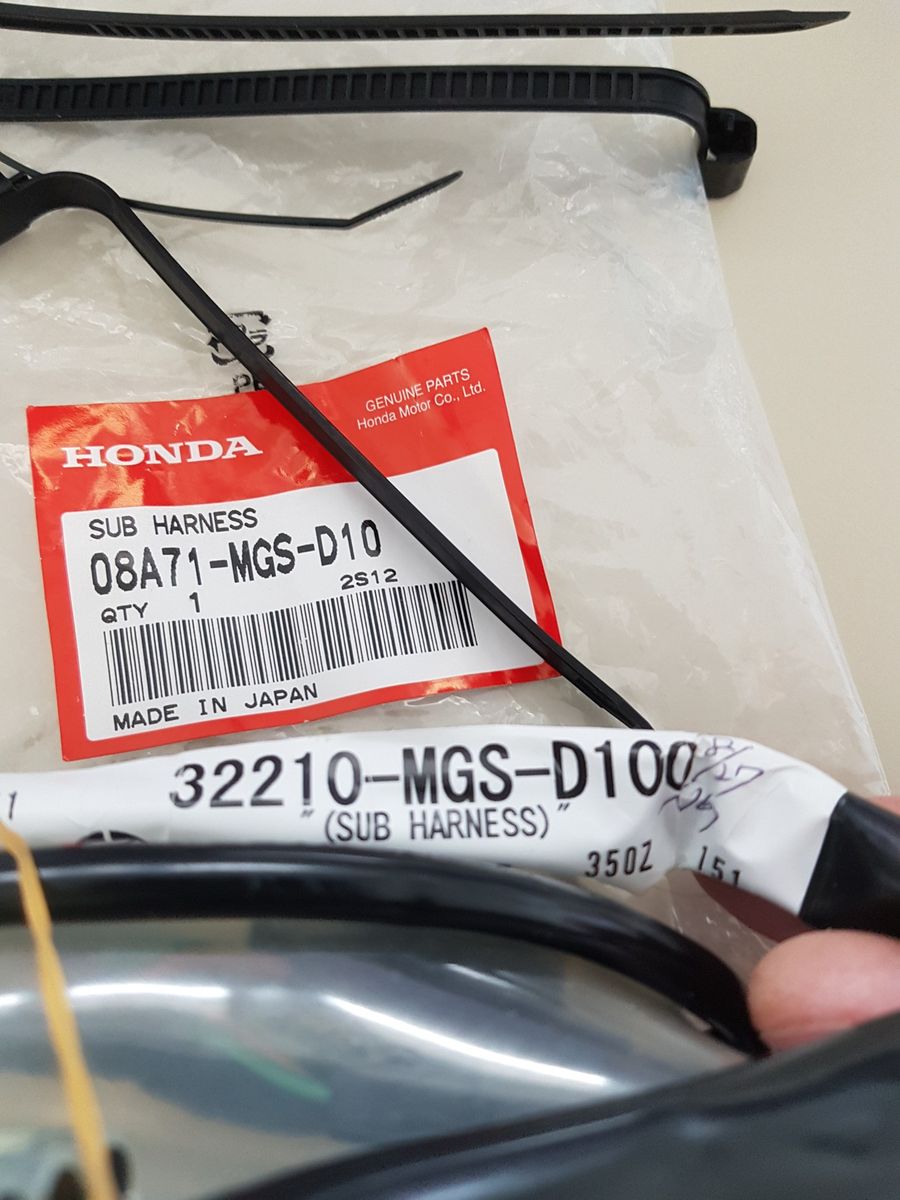 GENUINE PARTS
Honda Motor Co., Ltd.
HONDA
SUB HARNESS
08A71-MGS-D10
2S12
QTY 1
MADE IN JAPAN
32210-MGS-D100
"(SUB HARNESS)"
350Z 151